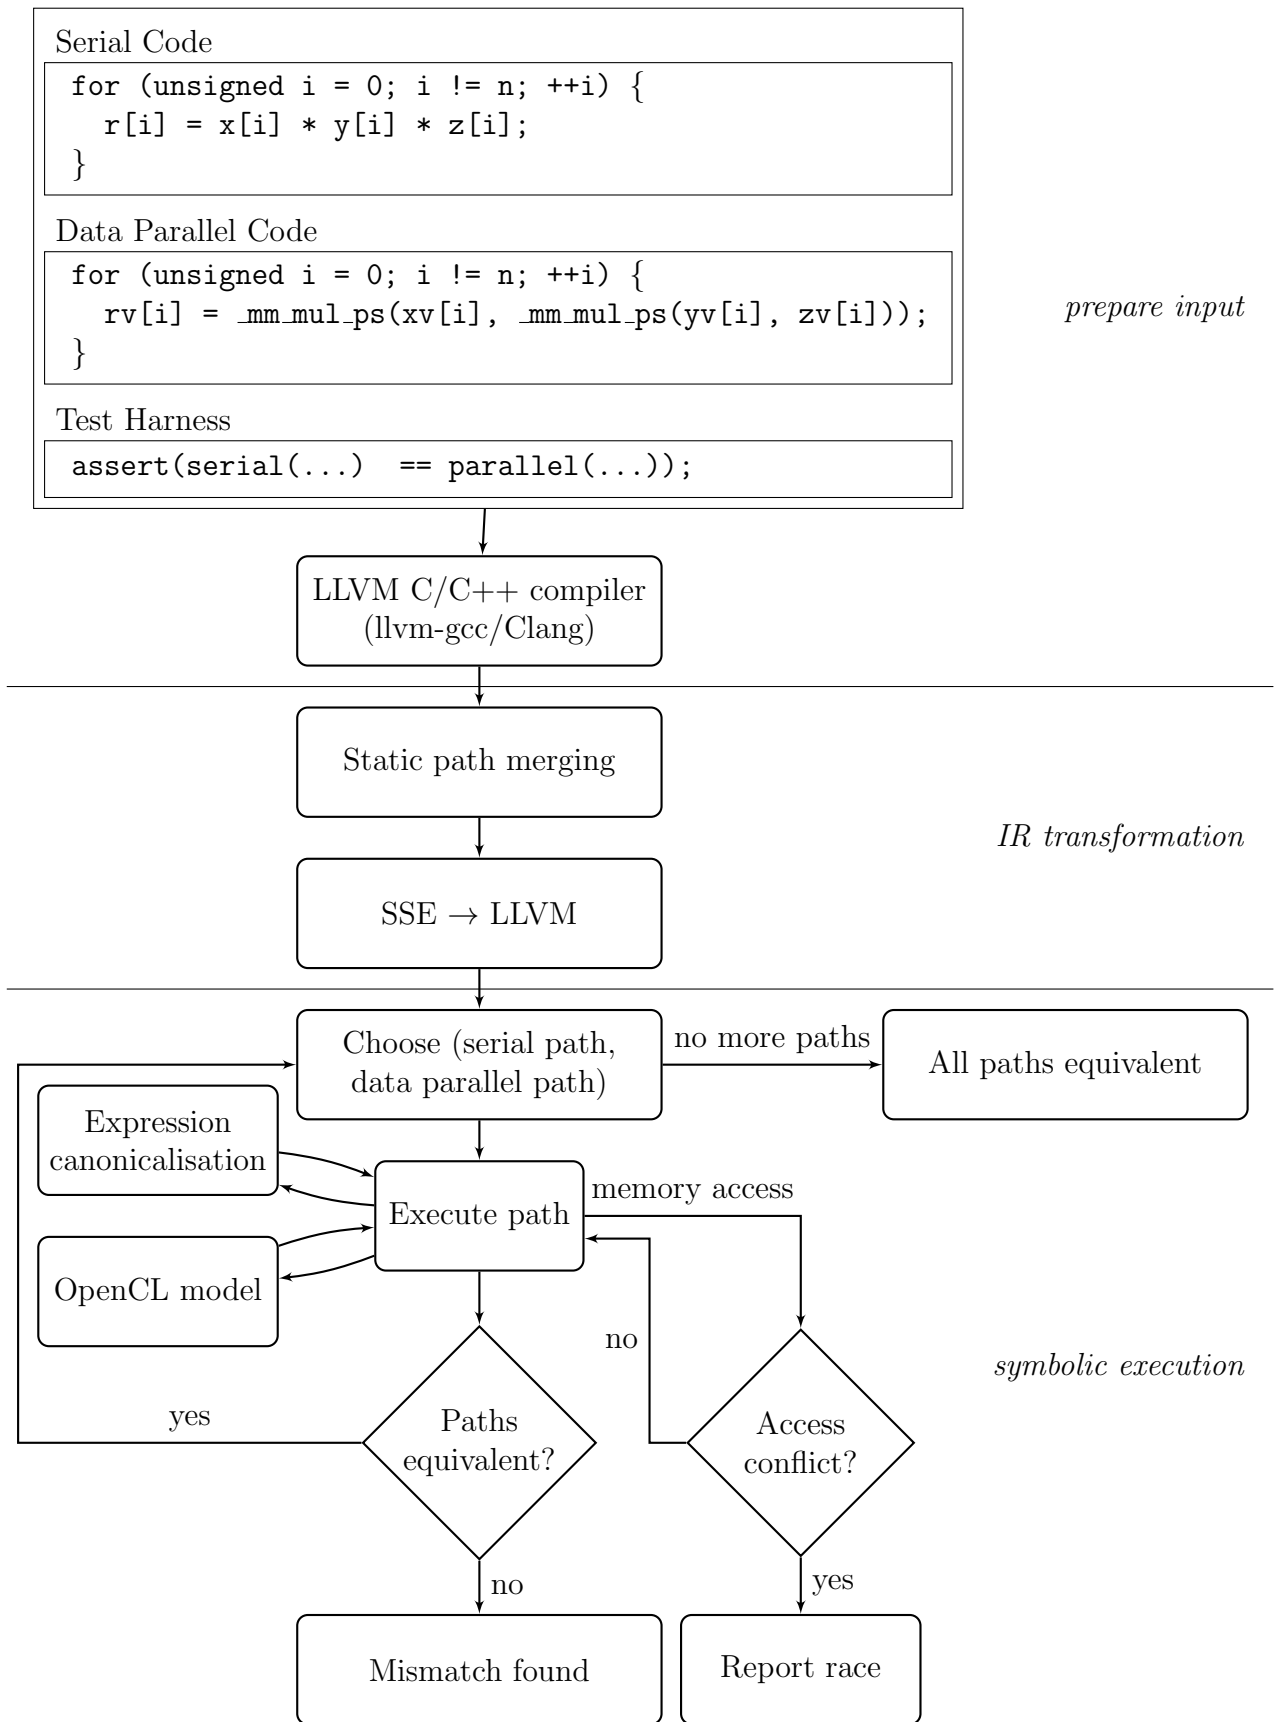 Serial Code
for (unsigned i = 0; i != n; ++i) {
r[i] = x[i] * y[i] * z[i];
}
Data Parallel Code
for (unsigned i = 0; i != n; ++i) {
rv[i] = _mm_mul_ps(xv[i], _mm_mul_ps(yv[i], zv[i]));
}
prepare input
Test Harness
assert(serial(...)  == parallel(...));
LLVM C/C++ compiler
(llvm-gcc/Clang)
Static path merging
IR transformation
SSE → LLVM
Choose (serial path,
data parallel path)
no more paths
All paths equivalent
Expression
canonicalisation
Execute path
memory access
OpenCL model
no
symbolic execution
yes
Paths
equivalent?
Access
conflict?
no
yes
Mismatch found
Report race